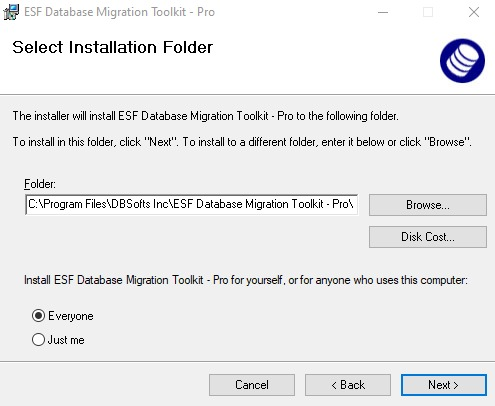 ESF Database Migration Toolkit - Pro
Select Installation Folder
The installer will install ESF Database Migration Toolkit - Pro to the following folder.
To install in this folder, click "Next". To install to a different folder, enter it below or click "Browse".
Folder:
C:\Program Files\DBSofts Inc\ESF Database Migration Toolkit - Pro\
Browse...
Disk Cost...
Install ESF Database Migration Toolkit - Pro for yourself, or for anyone who uses this computer:
Everyone
Just me
Cancel
< Back
Next >